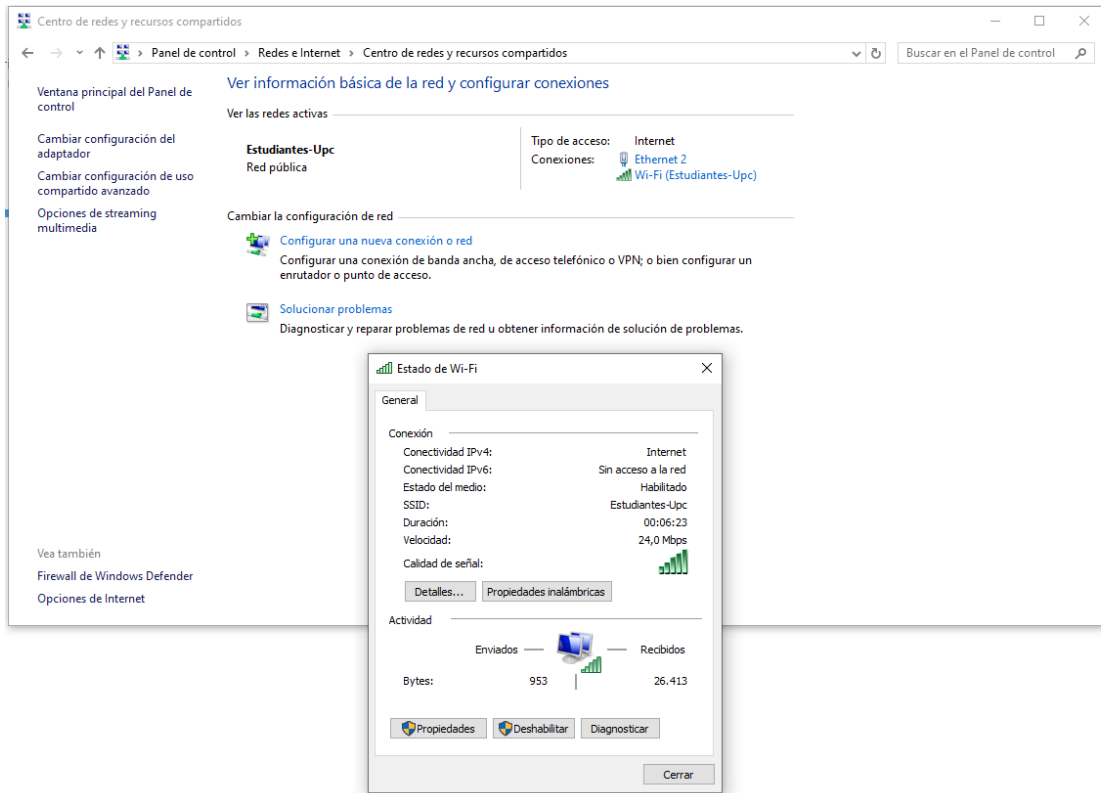 Centro de redes y recursos compartidos
Panel de control > Redes e Internet > Centro de redes y recursos compartidos
Buscar en el Panel de control
Ventana principal del Panel de
control
Cambiar configuración del
adaptador
Cambiar configuración de uso
compartido avanzado
Opciones de streaming
multimedia
Vea también
Firewall de Windows Defender
Opciones de Internet
Ver información básica de la red y configurar conexiones
Ver las redes activas
Estudiantes-Upc
Red pública
Tipo de acceso: Internet
Conexiones: Ethernet 2
Wi-Fi (Estudiantes-Upc)
Cambiar la configuración de red
Configurar una nueva conexión o red
Configurar una conexión de banda ancha, de acceso telefónico o VPN; o bien configurar un
enrutador o punto de acceso.
Solucionar problemas
Diagnosticar y reparar problemas de red u obtener información de solución de problemas.
Estado de Wi-Fi
General
Conexión
Conectividad IPv4: Internet
Conectividad IPv6: Sin acceso a la red
Estado del medio: Habilitado
SSID: Estudiantes-Upc
Duración: 00:06:23
Velocidad: 24,0 Mbps
Calidad de señal:
Detalles... Propiedades inalámbricas
Actividad
Enviados — — Recibidos
Bytes: 953 | 26.413
Propiedades Deshabilitar Diagnosticar
Cerrar